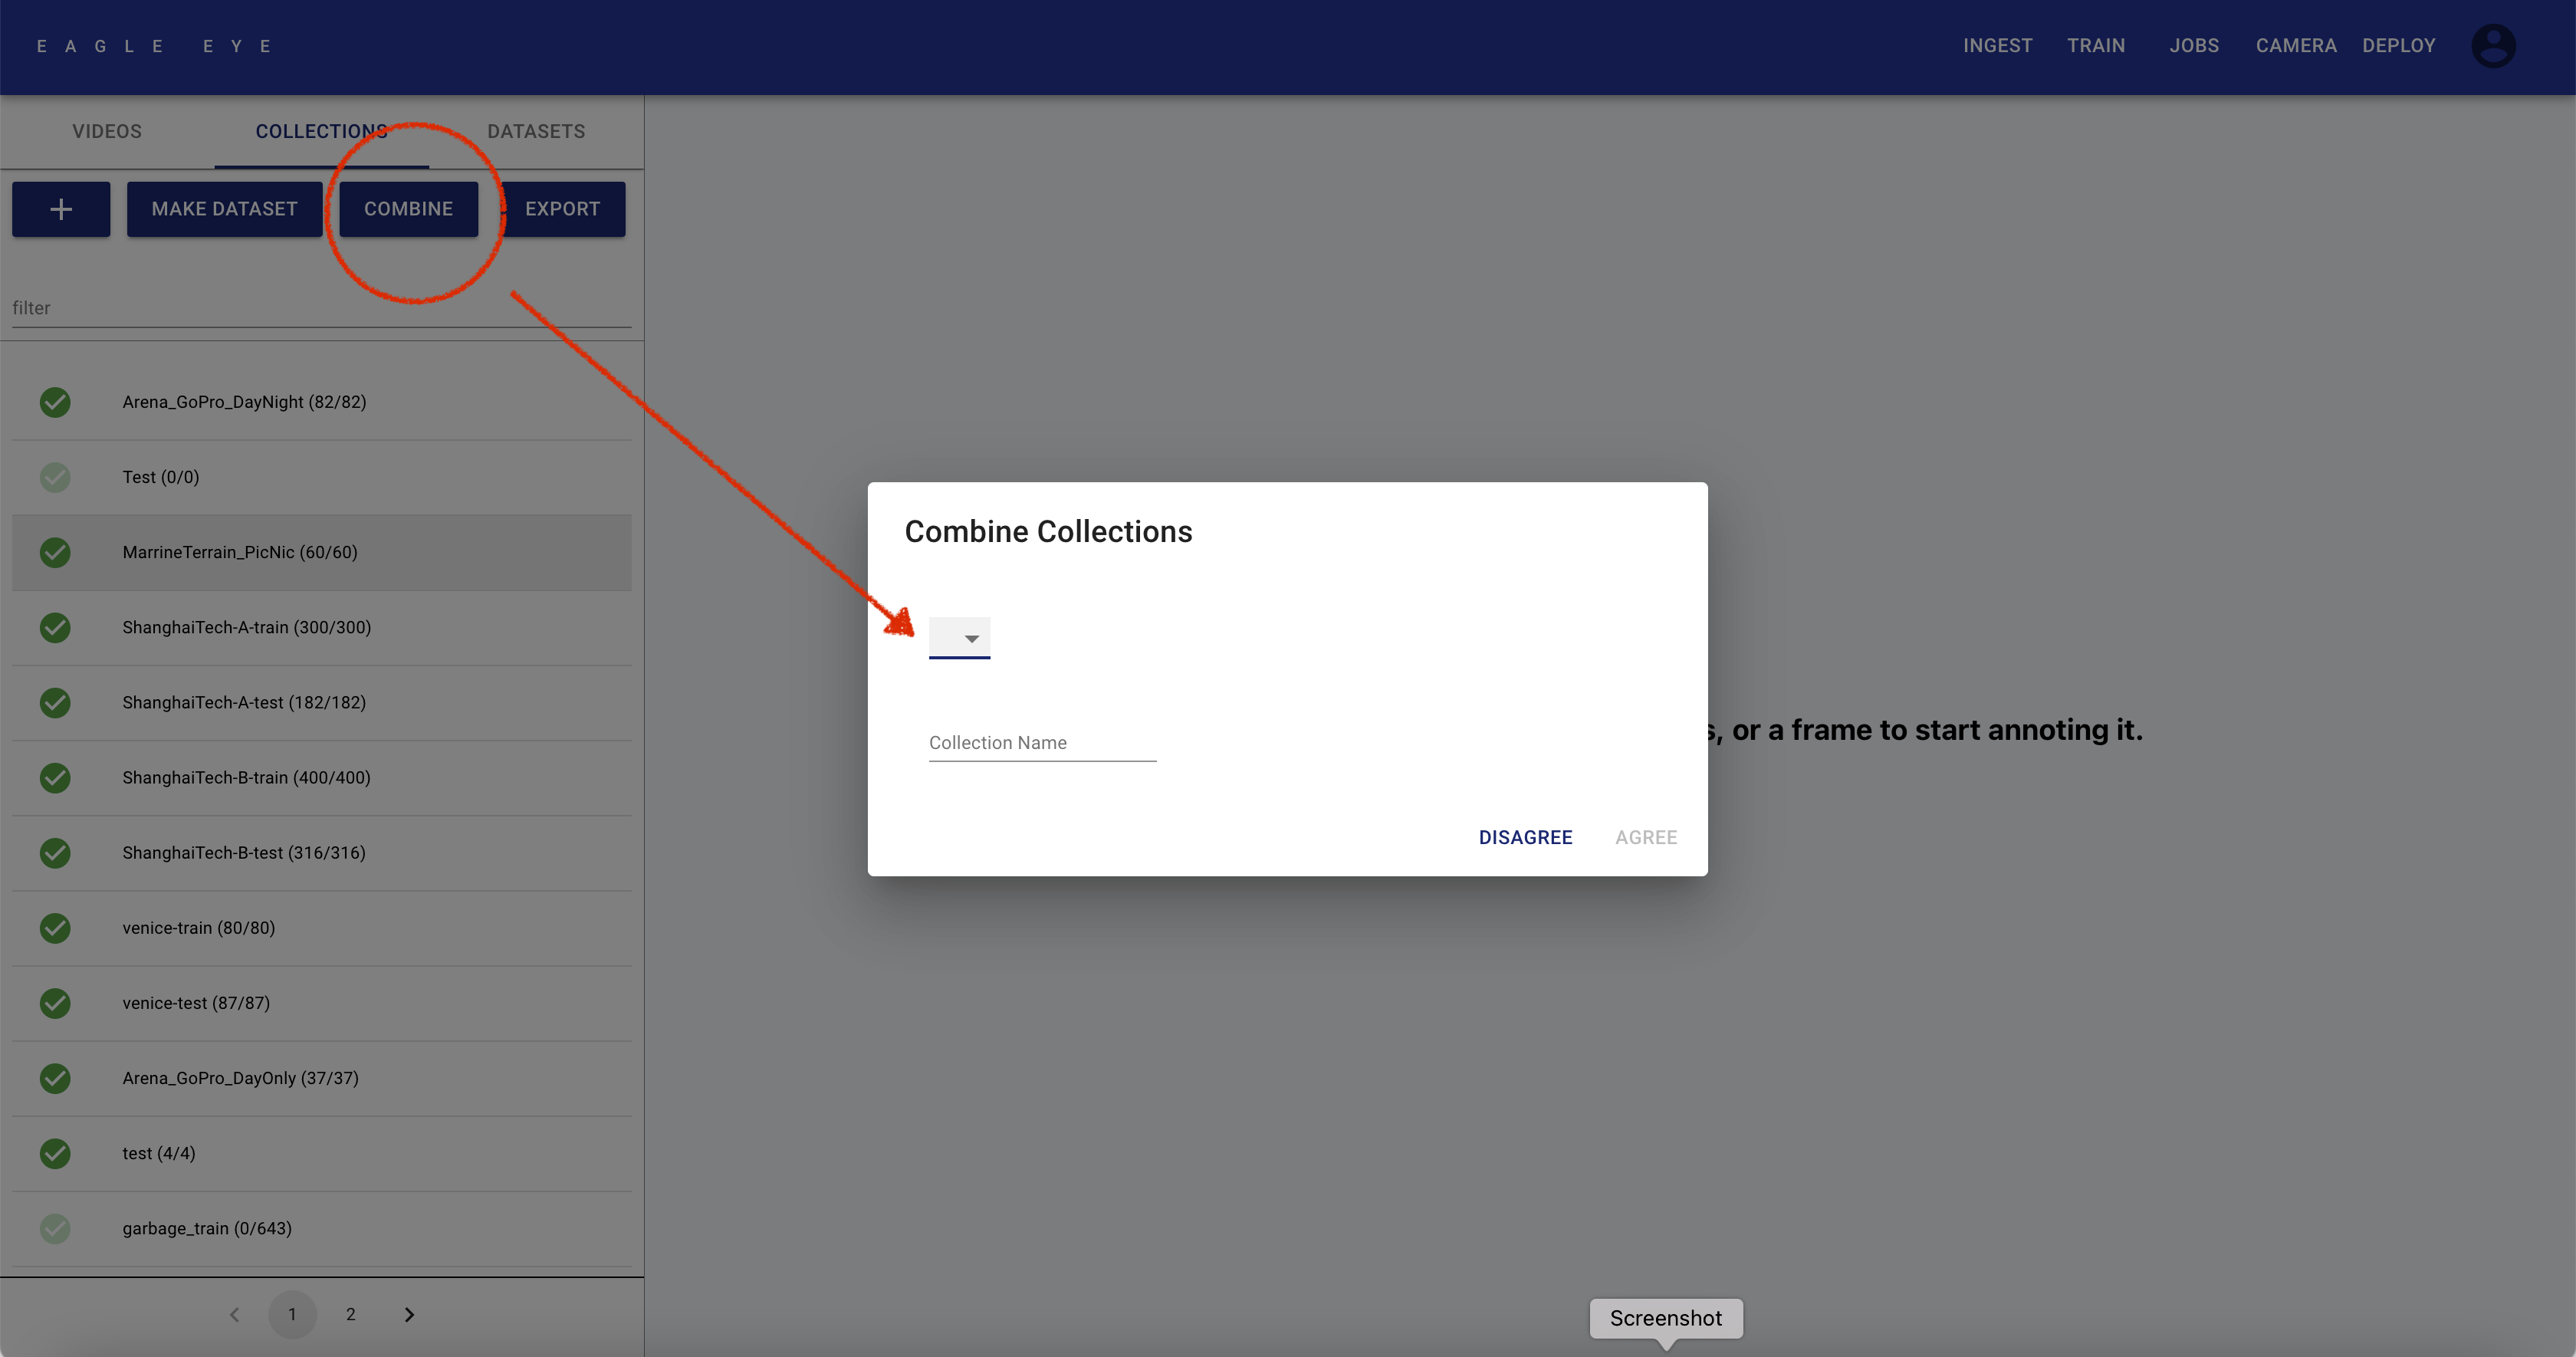 EAGLE EYE
INGEST TRAIN JOBS CAMERA DEPLOY
VIDEOS COLLECTIONS DATASETS
+ MAKE DATASET COMBINE EXPORT
filter
Arena_GoPro_DayNight (82/82)
Test (0/0)
MarrineTerrain_PicNic (60/60)
ShanghaiTech-A-train (300/300)
ShanghaiTech-A-test (182/182)
ShanghaiTech-B-train (400/400)
ShanghaiTech-B-test (316/316)
venice-train (80/80)
venice-test (87/87)
Arena_GoPro_DayOnly (37/37)
test (4/4)
garbage_train (0/643)
1 2
Combine Collections
Collection Name
DISAGREE AGREE
, or a frame to start annoting it.
Screenshot